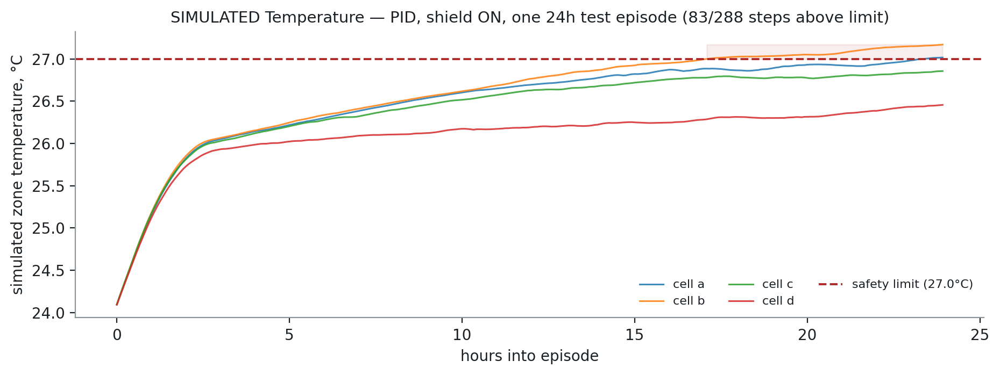 SIMULATED Temperature — PID, shield ON, one 24h test episode (83/288 steps above limit)
simulated zone temperature, °C
27.0
26.5
26.0
25.5
25.0
24.5
24.0
cell a
cell b
cell c
cell d
safety limit (27.0°C)
0 5 10 15 20 25
hours into episode